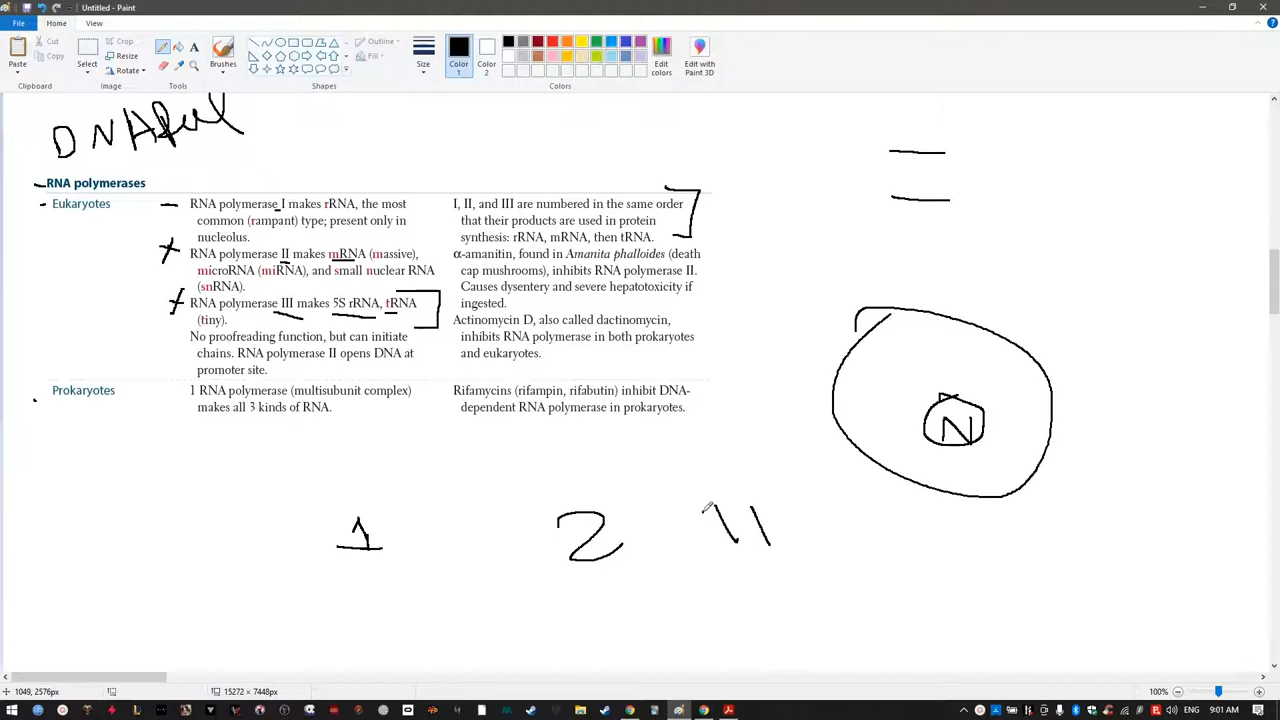 Untitled - Paint
File Home View
Cut
Crop
Outline
Copy
Resize
Paste
Select
Rotate
Brushes
Fill
Size
Color 1
Color 2
Edit colors
Edit with Paint 3D
Clipboard
Image
Tools
Shapes
Colors
DNA
RNA polymerases
Eukaryotes
RNA polymerase I makes rRNA, the most
common (rampant) type; present only in
nucleolus.
RNA polymerase II makes mRNA (massive),
microRNA (miRNA), and small nuclear RNA
(snRNA).
RNA polymerase III makes 5S rRNA, tRNA
(tiny).
No proofreading function, but can initiate
chains. RNA polymerase II opens DNA at
promoter site.
I, II, and III are numbered in the same order
that their products are used in protein
synthesis: rRNA, mRNA, then tRNA.
α-amanitin, found in Amanita phalloides (death
cap mushrooms), inhibits RNA polymerase II.
Causes dysentery and severe hepatotoxicity if
ingested.
Actinomycin D, also called dactinomycin,
inhibits RNA polymerase in both prokaryotes
and eukaryotes.
Prokaryotes
1 RNA polymerase (multisubunit complex)
makes all 3 kinds of RNA.
Rifamycins (rifampin, rifabutin) inhibit DNA-
dependent RNA polymerase in prokaryotes.
N
1 2
1049, 2576px
15272 × 7448px
100%
ENG 9:01 AM